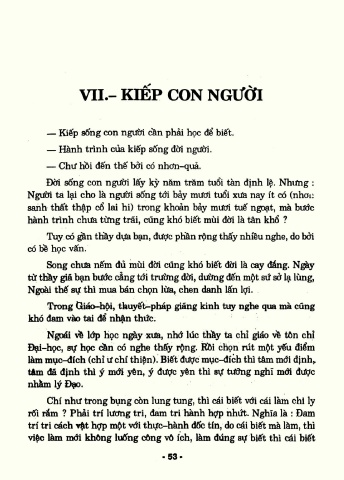 VII.– KIẾP CON NGƯỜI
— Kiếp sống con người cần phải học để biết.
— Hành trình của kiếp sống đời người.
— Chư hồi đến thế bởi có nhơn–quả.
Đời sống con người lấy kỳ năm trăm tuổi tàn định lệ. Nhưng :
Người ta lại cho là người sống tới bảy mươi tuổi xưa nay ít có (nhơn
sanh thất thập cổ lai hi) trong khoản bảy mươi tuế ngoạt, mà bước
hành trình chưa từng trải, cũng khó biết mùi đời là tân khổ ?
Tuy có gần thầy dựa bạn, được phần rộng thấy nhiều nghe, do bởi
có bề học vấn.
Song chưa nếm đủ mùi đời cũng khó biết đời là cay đắng. Ngày
từ thầy giã bạn bước cẳng tới trường đời, dường đến một sứ sở lạ lùng,
Ngoài thế sự thì mua bán chọn lừa, chen danh lấn lợi.
Trong Giáo–hội, thuyết–pháp giảng kinh tuy nghe qua mà cũng
khó đam vào tai để nhận thức.
Ngoái về lớp học ngày xưa, nhớ lúc thầy ta chỉ giáo về tôn chỉ
Đại–học, sự học cần có nghe thấy rộng. Rồi chọn rút một yếu điểm
làm mục–đích (chỉ ư chí thiện). Biết được mục–đích thì tâm mới định,
tâm đã định thì ý mới yên, ý được yên thì sự tưởng nghĩ mới được
nhằm lý Đạo.
Chí như trong bụng còn lung tung, thì cái biết với cái làm chi ly
rối rắm ? Phải trí lương tri, đam tri hành hợp nhứt. Nghĩa là : Đam
trí tri cách vật hợp một với thực–hành đốc tín, do cái biết mà làm, thì
việc làm mới không luống công vô ích, làm đúng sự biết thì cái biết
- 53 -